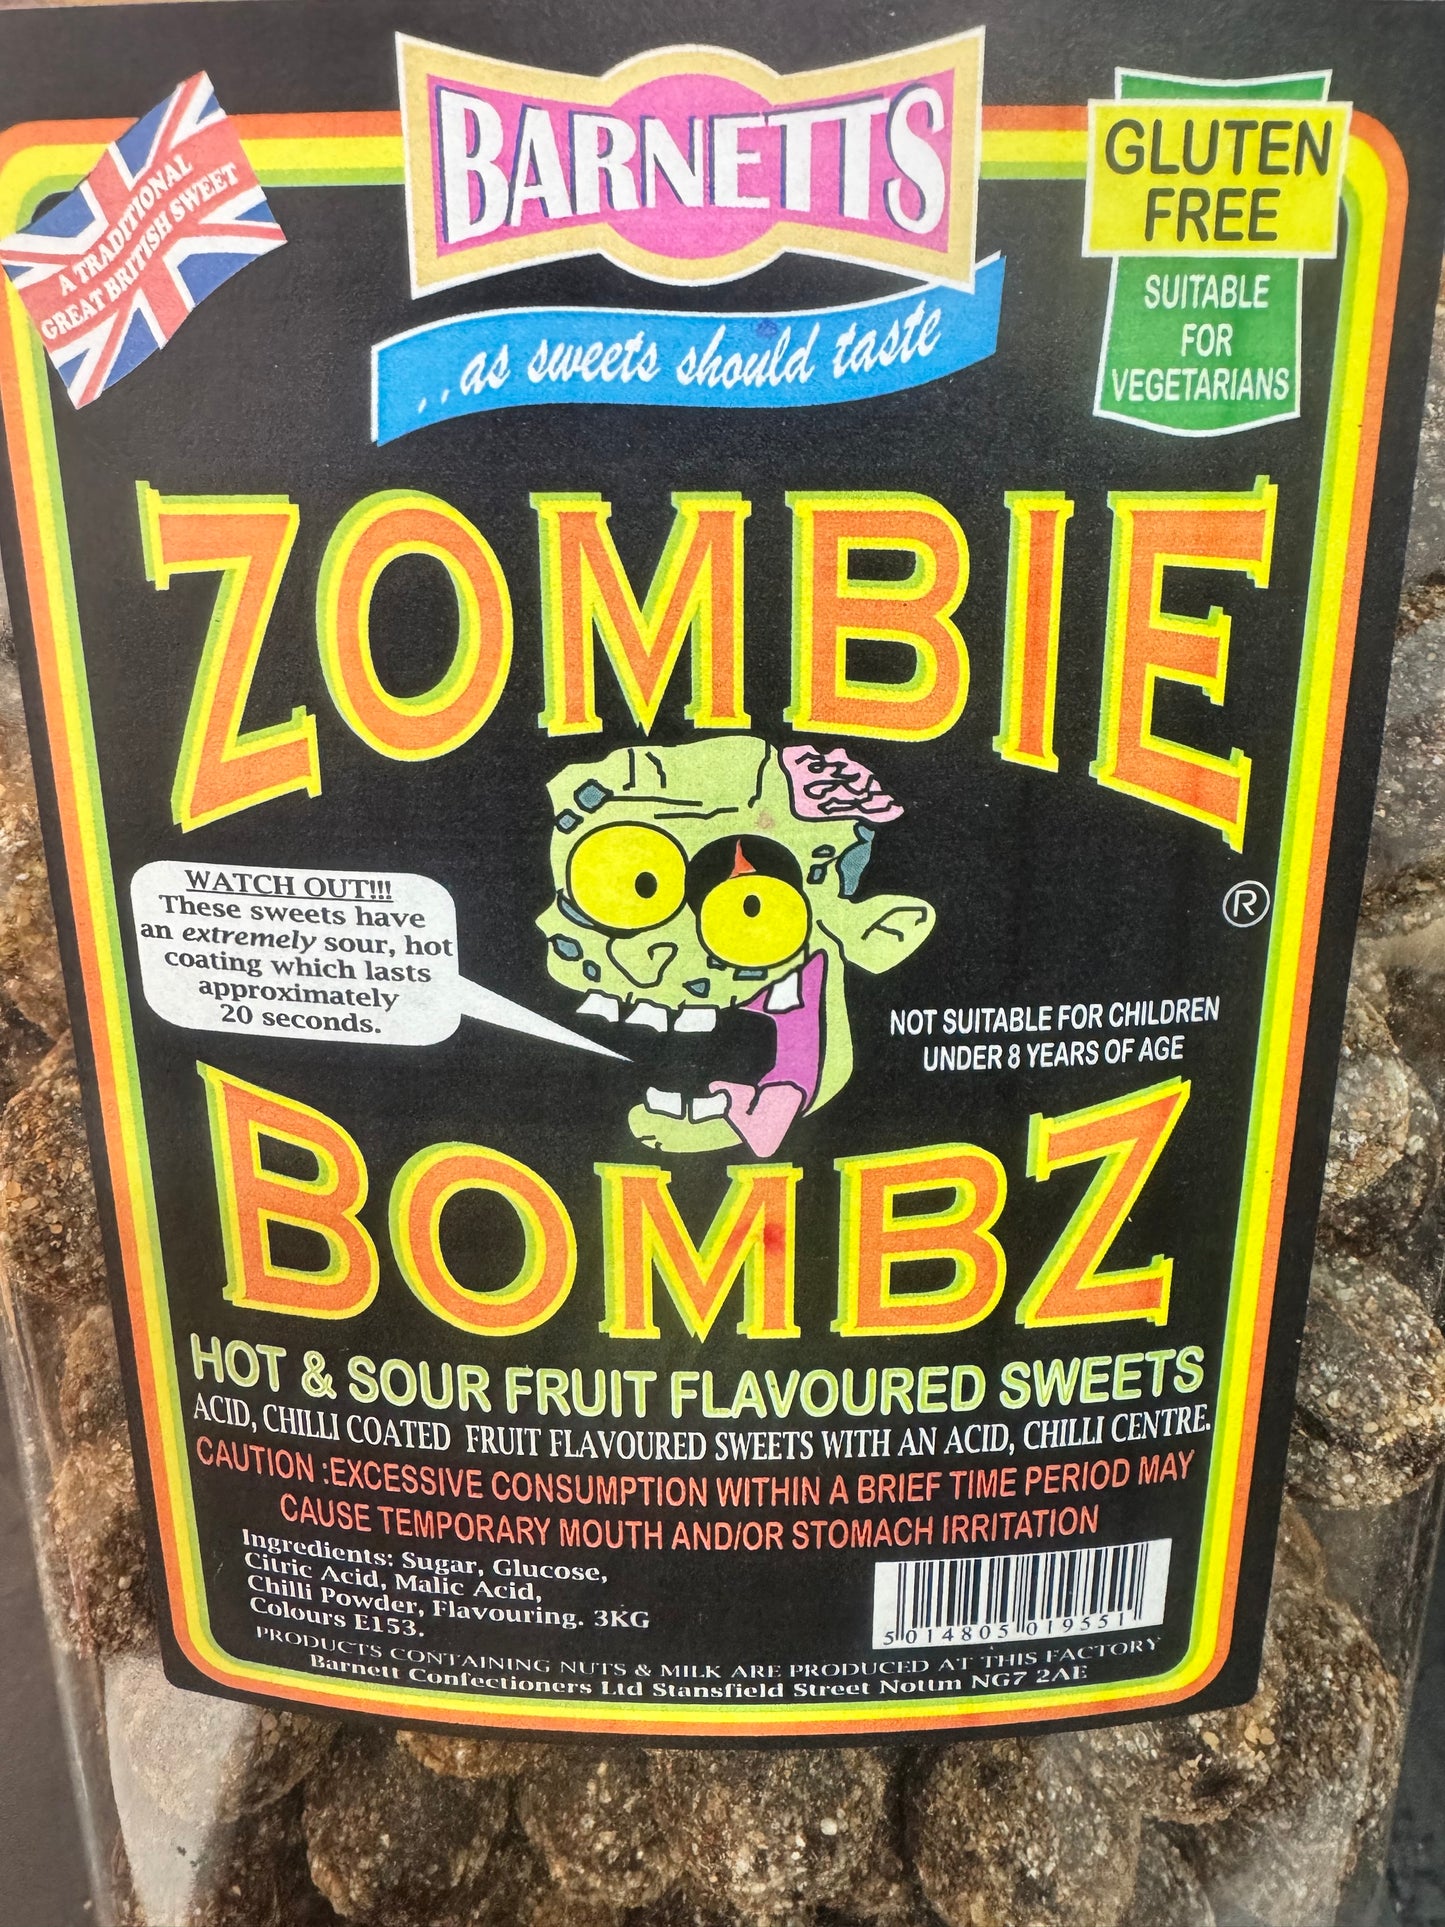 BARNETTS
..as sweets should taste
A TRADITIONAL
GREAT BRITISH SWEET
GLUTEN
FREE
SUITABLE
FOR
VEGETARIANS
ZOMBIE
®
WATCH OUT!!!
These sweets have
an extremely sour, hot
coating which lasts
approximately
20 seconds.
NOT SUITABLE FOR CHILDREN
UNDER 8 YEARS OF AGE
BOMBZ
HOT & SOUR FRUIT FLAVOURED SWEETS
ACID, CHILLI COATED FRUIT FLAVOURED SWEETS WITH AN ACID, CHILLI CENTRE.
CAUTION :EXCESSIVE CONSUMPTION WITHIN A BRIEF TIME PERIOD MAY
CAUSE TEMPORARY MOUTH AND/OR STOMACH IRRITATION
Ingredients: Sugar, Glucose,
Citric Acid, Malic Acid,
Chilli Powder, Flavouring. 3KG
Colours E153.
5 014805 019551
PRODUCTS CONTAINING NUTS & MILK ARE PRODUCED AT THIS FACTORY
Barnett Confectioners Ltd Stansfield Street Nottm NG7 2AE